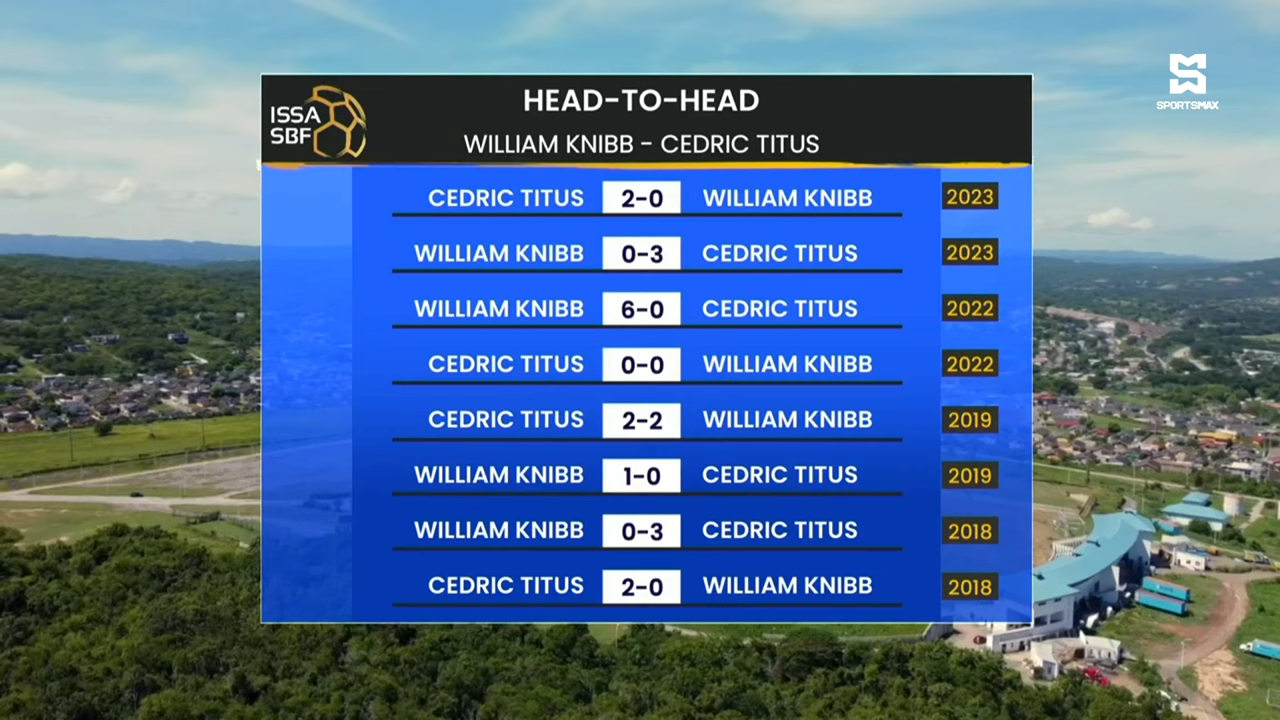 SPORTSMAX
ISSA
SBF
HEAD-TO-HEAD
WILLIAM KNIBB - CEDRIC TITUS
CEDRIC TITUS 2-0 WILLIAM KNIBB 2023
WILLIAM KNIBB 0-3 CEDRIC TITUS 2023
WILLIAM KNIBB 6-0 CEDRIC TITUS 2022
CEDRIC TITUS 0-0 WILLIAM KNIBB 2022
CEDRIC TITUS 2-2 WILLIAM KNIBB 2019
WILLIAM KNIBB 1-0 CEDRIC TITUS 2019
WILLIAM KNIBB 0-3 CEDRIC TITUS 2018
CEDRIC TITUS 2-0 WILLIAM KNIBB 2018